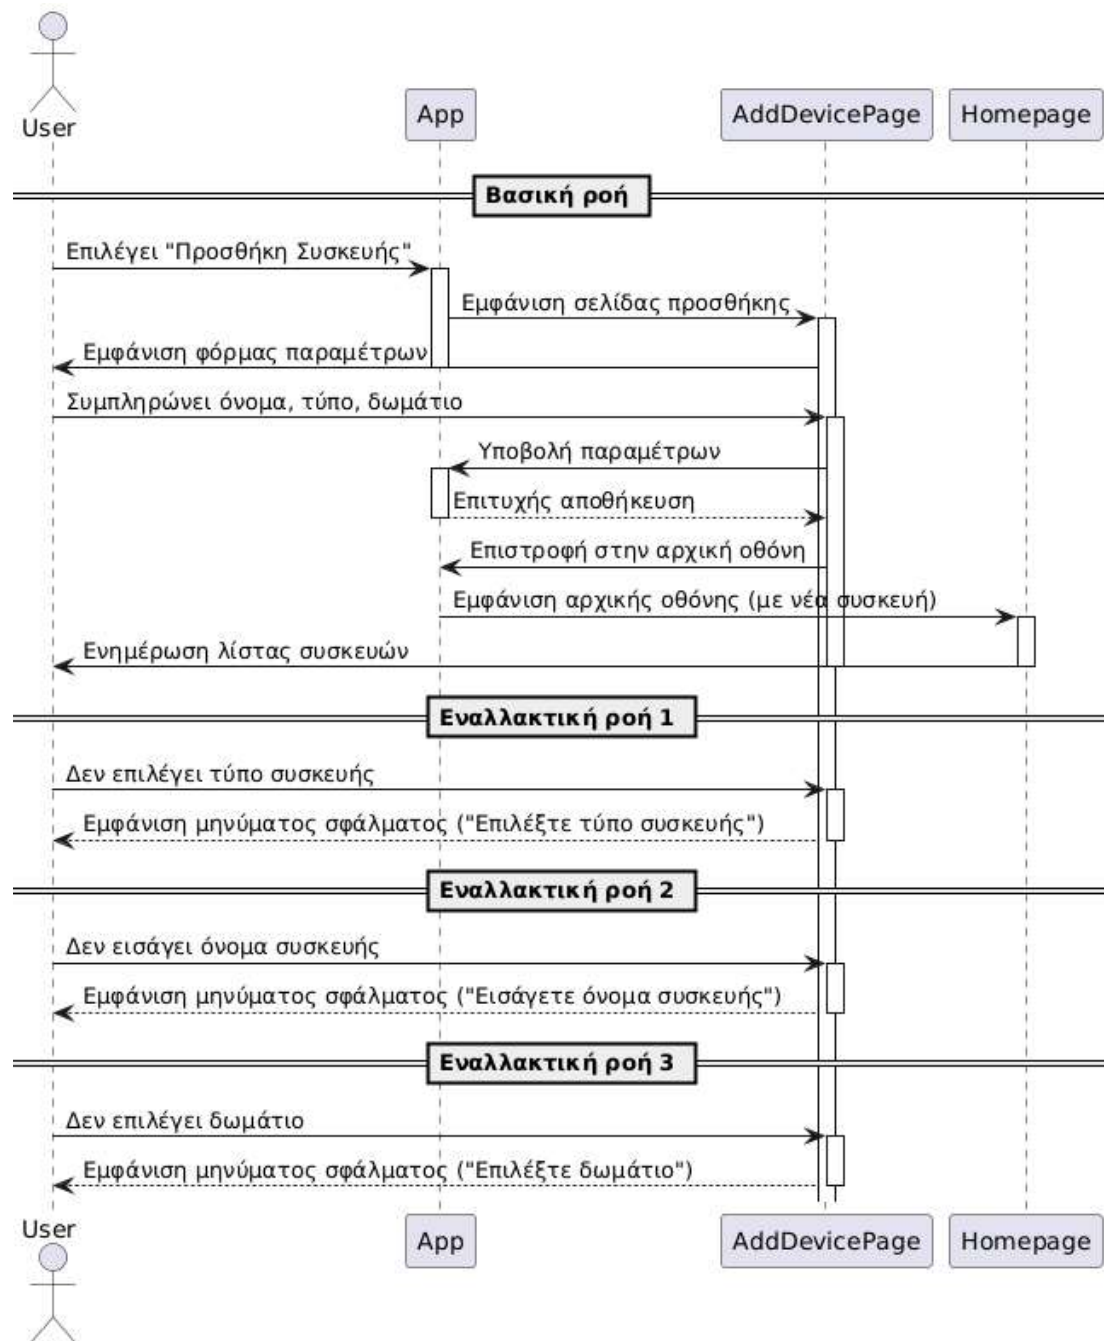 User
App
AddDevicePage
Homepage
Βασική ροή
Επιλέγει "Προσθήκη Συσκευής"
Εμφάνιση σελίδας προσθήκης
Εμφάνιση φόρμας παραμέτρων
Συμπληρώνει όνομα, τύπο, δωμάτιο
Υποβολή παραμέτρων
Επιτυχής αποθήκευση
Επιστροφή στην αρχική οθόνη
Εμφάνιση αρχικής οθόνης (με νέα συσκευή)
Ενημέρωση λίστας συσκευών
Εναλλακτική ροή 1
Δεν επιλέγει τύπο συσκευής
Εμφάνιση μηνύματος σφάλματος ("Επιλέξτε τύπο συσκευής")
Εναλλακτική ροή 2
Δεν εισάγει όνομα συσκευής
Εμφάνιση μηνύματος σφάλματος ("Εισάγετε όνομα συσκευής")
Εναλλακτική ροή 3
Δεν επιλέγει δωμάτιο
Εμφάνιση μηνύματος σφάλματος ("Επιλέξτε δωμάτιο")
User
App
AddDevicePage
Homepage